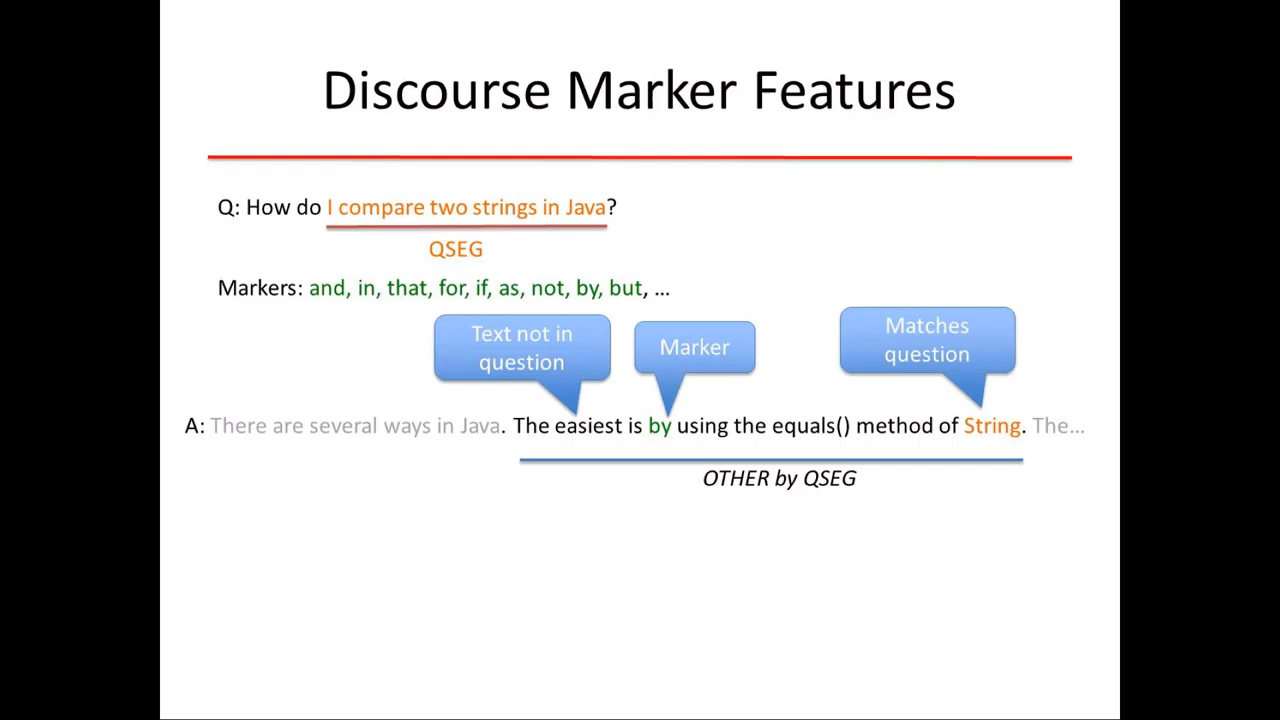 Discourse Marker Features
Q: How do I compare two strings in Java?
QSEG
Markers: and, in, that, for, if, as, not, by, but, ...
Text not in
question
Marker
Matches
question
A: There are several ways in Java. The easiest is by using the equals() method of String. The...
OTHER by QSEG